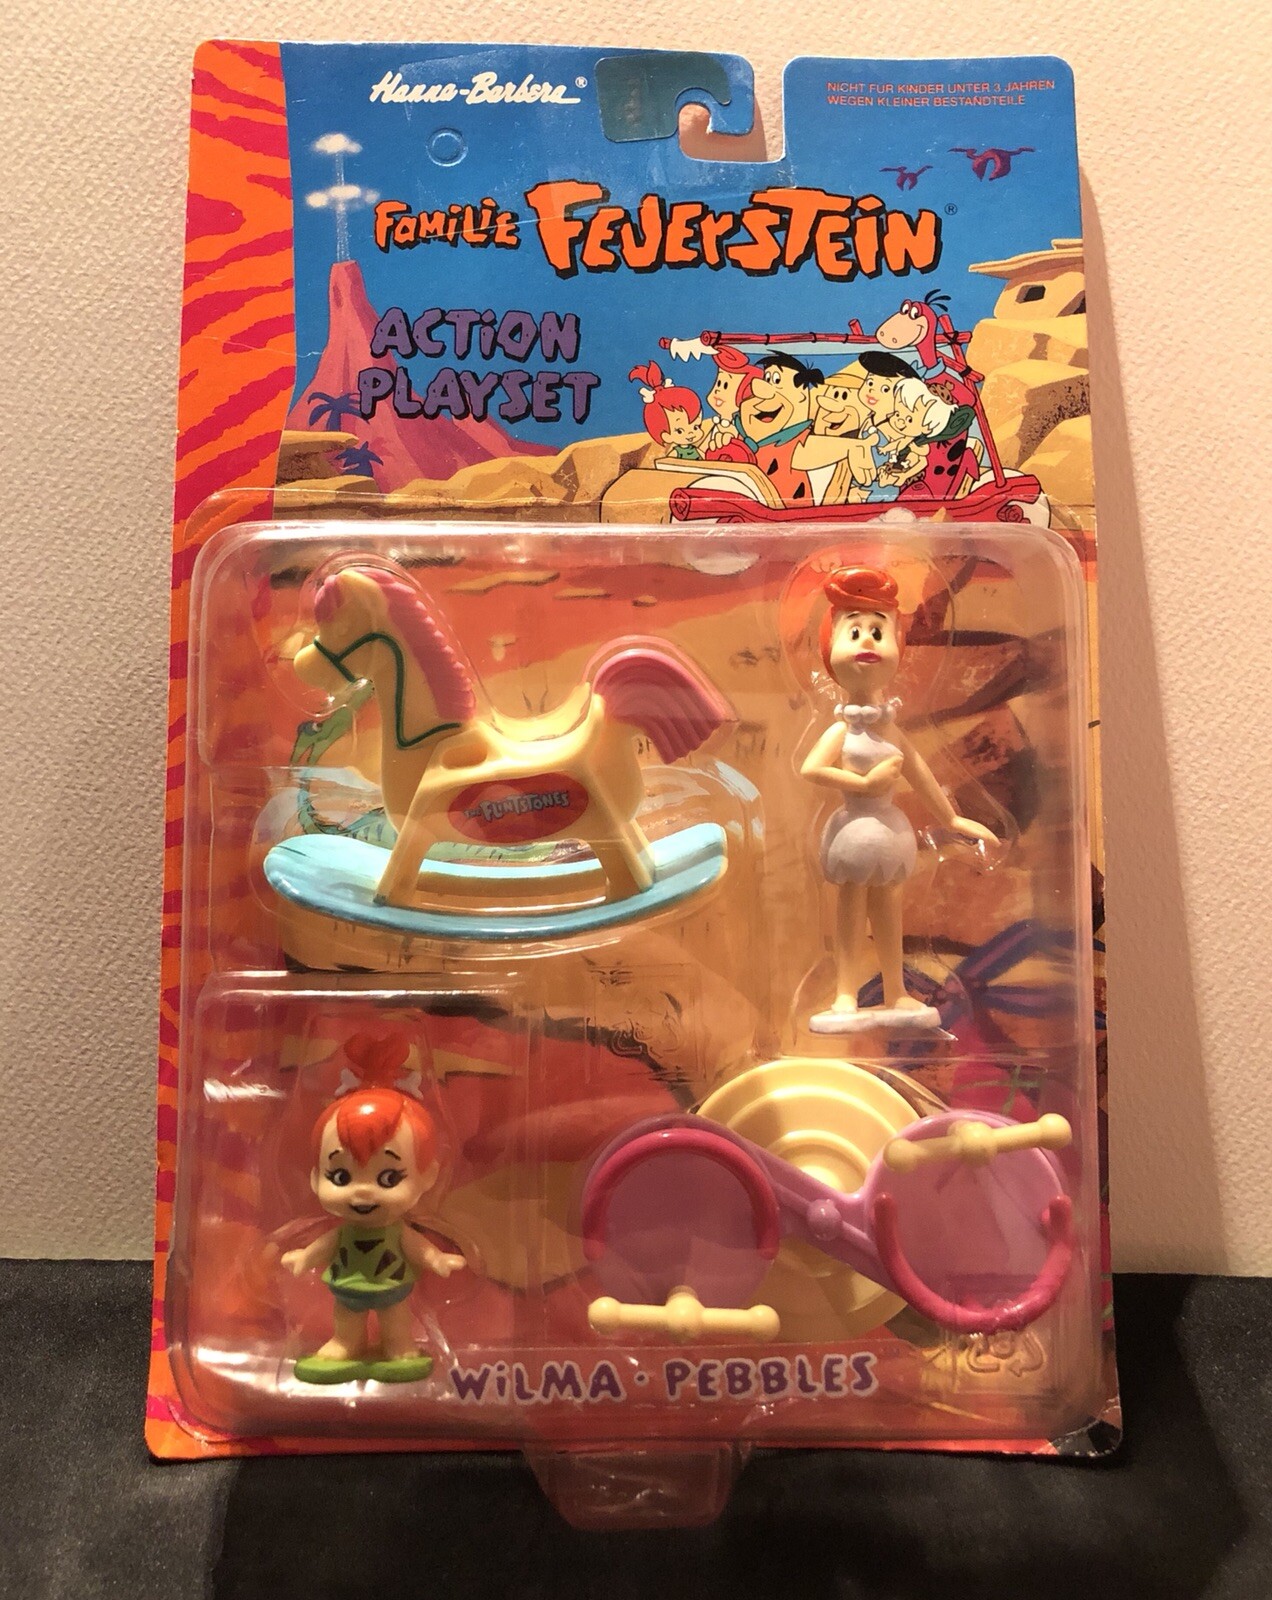 Hanna-Barbera®
NICHT FÜR KINDER UNTER 3 JAHREN
WEGEN KLEINER BESTANDTEILE
FAMILIE FEUERSTEIN®
ACTION
PLAYSET
THE FLINTSTONES
WILMA · PEBBLES